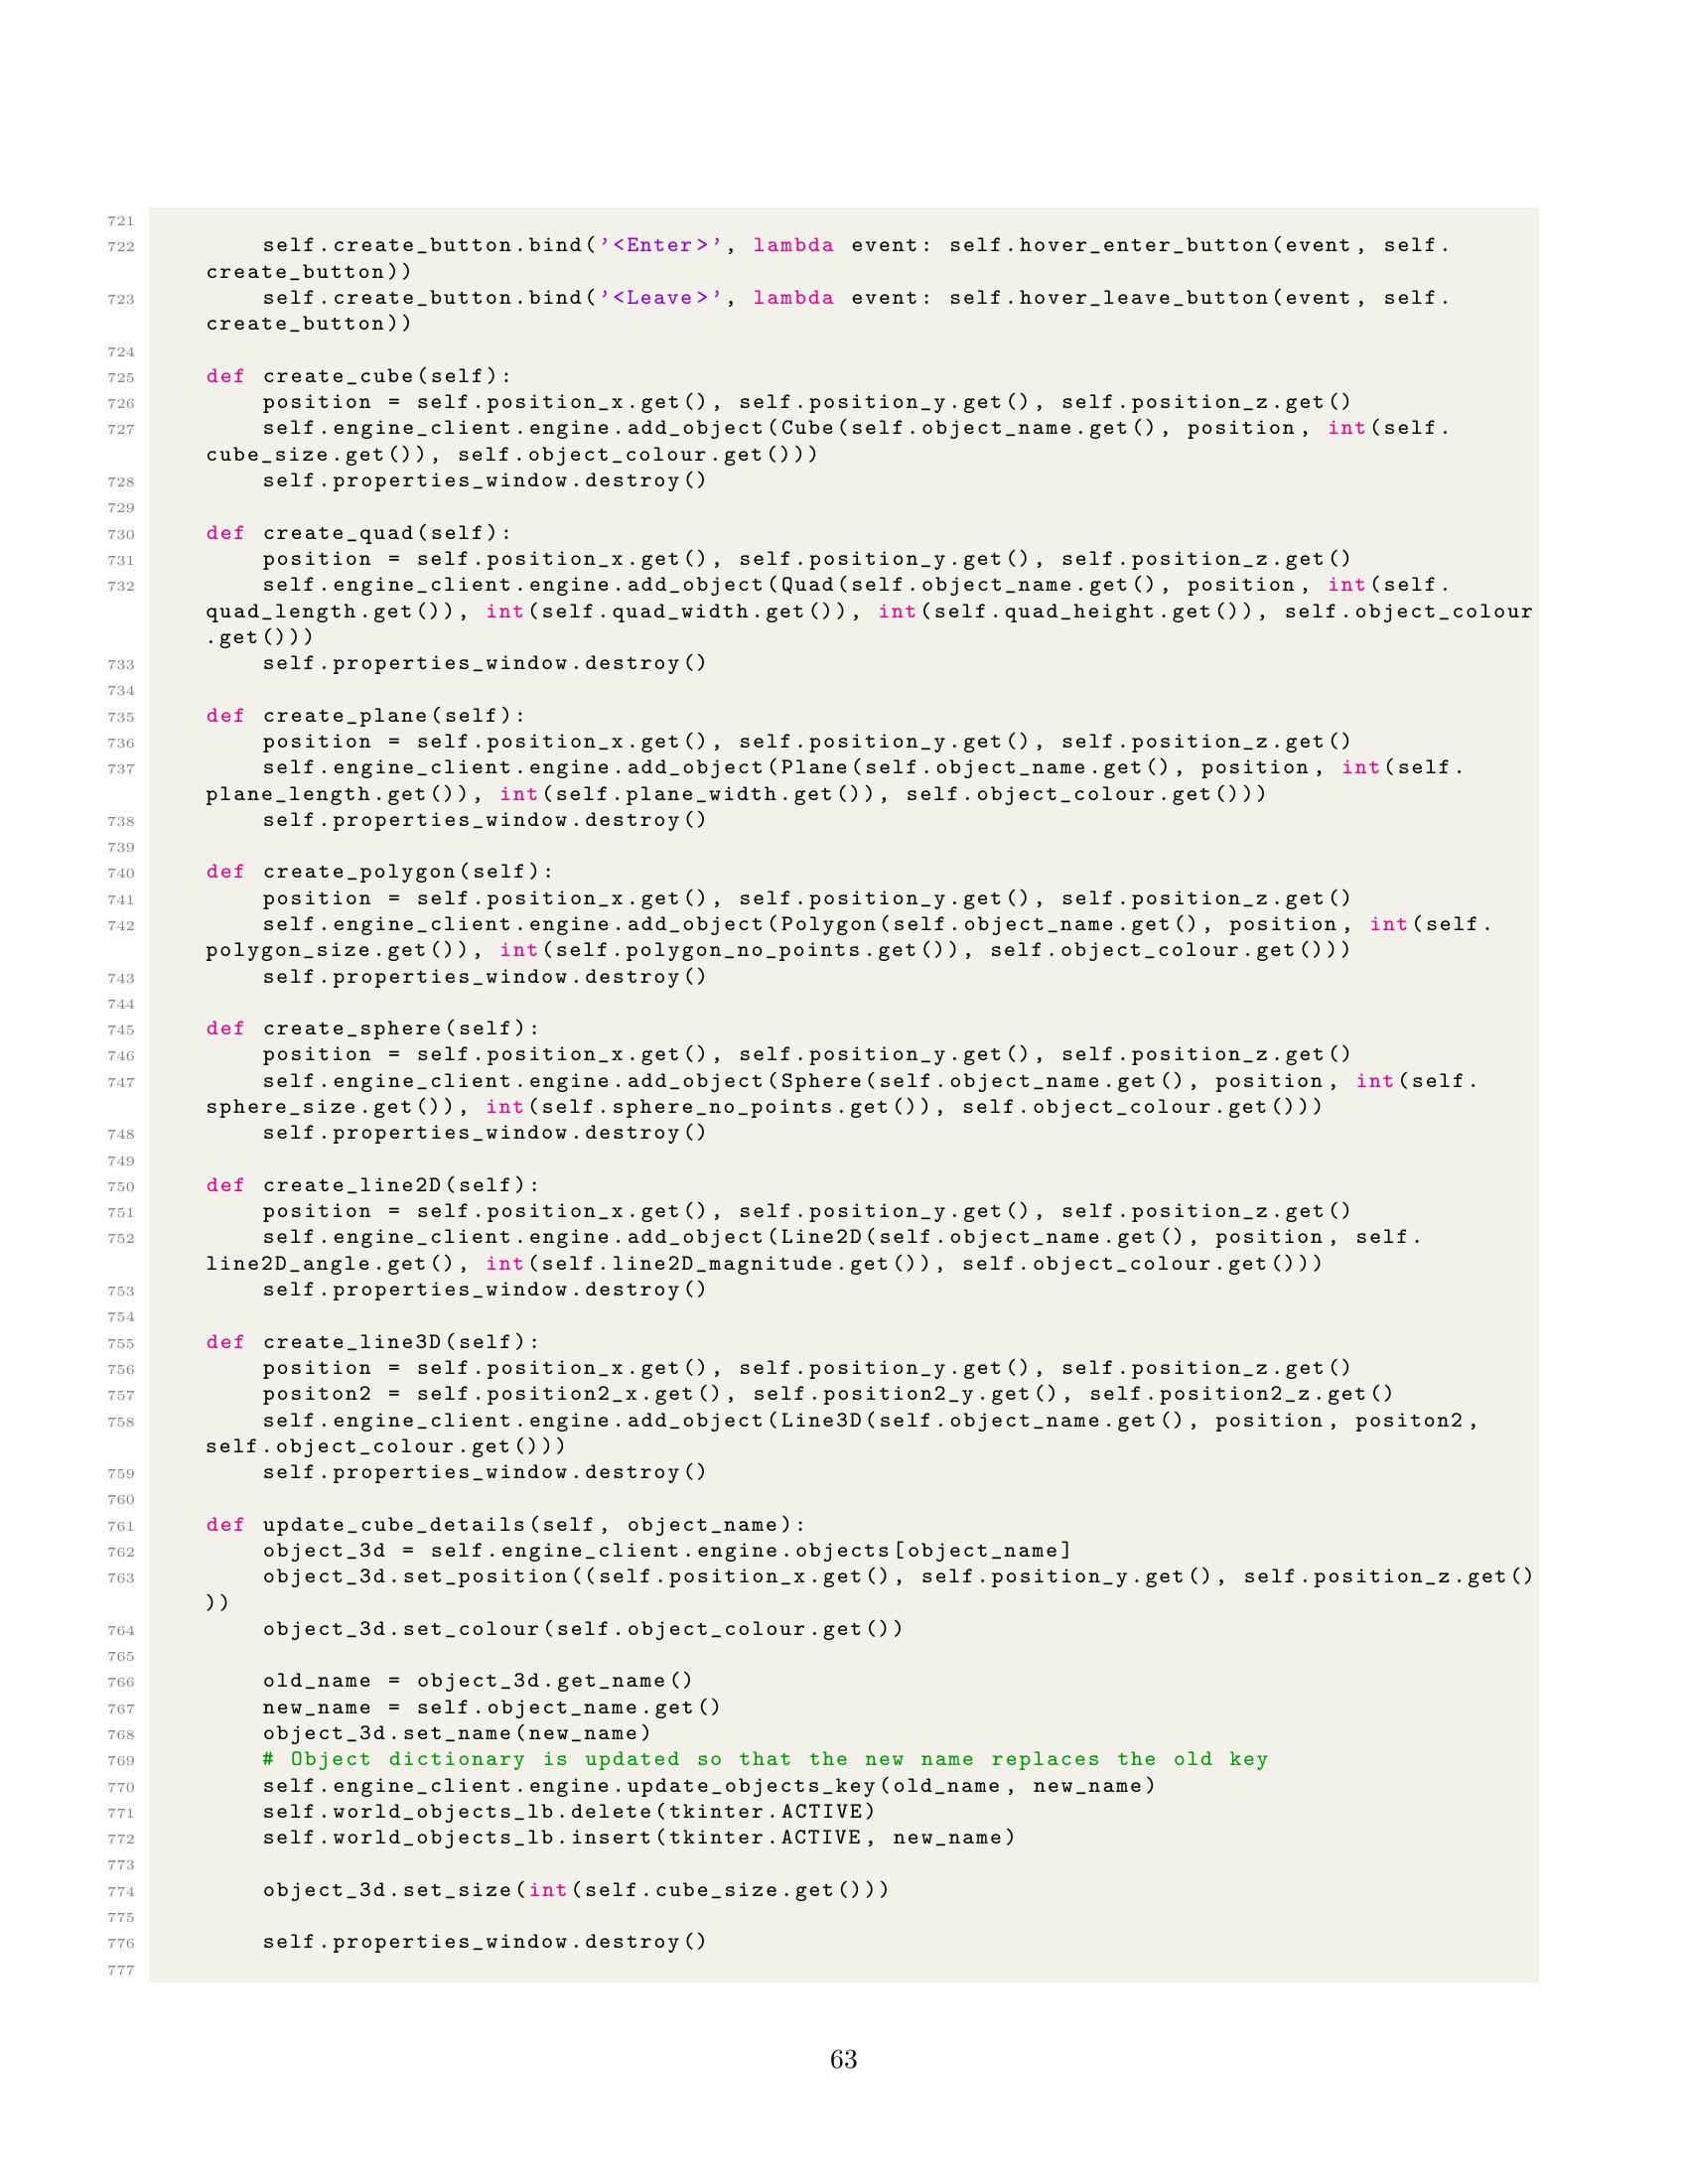 721
722 self.create_button.bind('<Enter>', lambda event: self.hover_enter_button(event, self.
create_button))
723 self.create_button.bind('<Leave>', lambda event: self.hover_leave_button(event, self.
create_button))
724
725 def create_cube(self):
726 position = self.position_x.get(), self.position_y.get(), self.position_z.get()
727 self.engine_client.engine.add_object(Cube(self.object_name.get(), position, int(self.
cube_size.get()), self.object_colour.get()))
728 self.properties_window.destroy()
729
730 def create_quad(self):
731 position = self.position_x.get(), self.position_y.get(), self.position_z.get()
732 self.engine_client.engine.add_object(Quad(self.object_name.get(), position, int(self.
quad_length.get()), int(self.quad_width.get()), int(self.quad_height.get()), self.object_colour
.get()))
733 self.properties_window.destroy()
734
735 def create_plane(self):
736 position = self.position_x.get(), self.position_y.get(), self.position_z.get()
737 self.engine_client.engine.add_object(Plane(self.object_name.get(), position, int(self.
plane_length.get()), int(self.plane_width.get()), self.object_colour.get()))
738 self.properties_window.destroy()
739
740 def create_polygon(self):
741 position = self.position_x.get(), self.position_y.get(), self.position_z.get()
742 self.engine_client.engine.add_object(Polygon(self.object_name.get(), position, int(self.
polygon_size.get()), int(self.polygon_no_points.get()), self.object_colour.get()))
743 self.properties_window.destroy()
744
745 def create_sphere(self):
746 position = self.position_x.get(), self.position_y.get(), self.position_z.get()
747 self.engine_client.engine.add_object(Sphere(self.object_name.get(), position, int(self.
sphere_size.get()), int(self.sphere_no_points.get()), self.object_colour.get()))
748 self.properties_window.destroy()
749
750 def create_line2D(self):
751 position = self.position_x.get(), self.position_y.get(), self.position_z.get()
752 self.engine_client.engine.add_object(Line2D(self.object_name.get(), position, self.
line2D_angle.get(), int(self.line2D_magnitude.get()), self.object_colour.get()))
753 self.properties_window.destroy()
754
755 def create_line3D(self):
756 position = self.position_x.get(), self.position_y.get(), self.position_z.get()
757 positon2 = self.position2_x.get(), self.position2_y.get(), self.position2_z.get()
758 self.engine_client.engine.add_object(Line3D(self.object_name.get(), position, positon2,
self.object_colour.get()))
759 self.properties_window.destroy()
760
761 def update_cube_details(self, object_name):
762 object_3d = self.engine_client.engine.objects[object_name]
763 object_3d.set_position((self.position_x.get(), self.position_y.get(), self.position_z.get()
))
764 object_3d.set_colour(self.object_colour.get())
765
766 old_name = object_3d.get_name()
767 new_name = self.object_name.get()
768 object_3d.set_name(new_name)
769 # Object dictionary is updated so that the new name replaces the old key
770 self.engine_client.engine.update_objects_key(old_name, new_name)
771 self.world_objects_lb.delete(tkinter.ACTIVE)
772 self.world_objects_lb.insert(tkinter.ACTIVE, new_name)
773
774 object_3d.set_size(int(self.cube_size.get()))
775
776 self.properties_window.destroy()
777
63